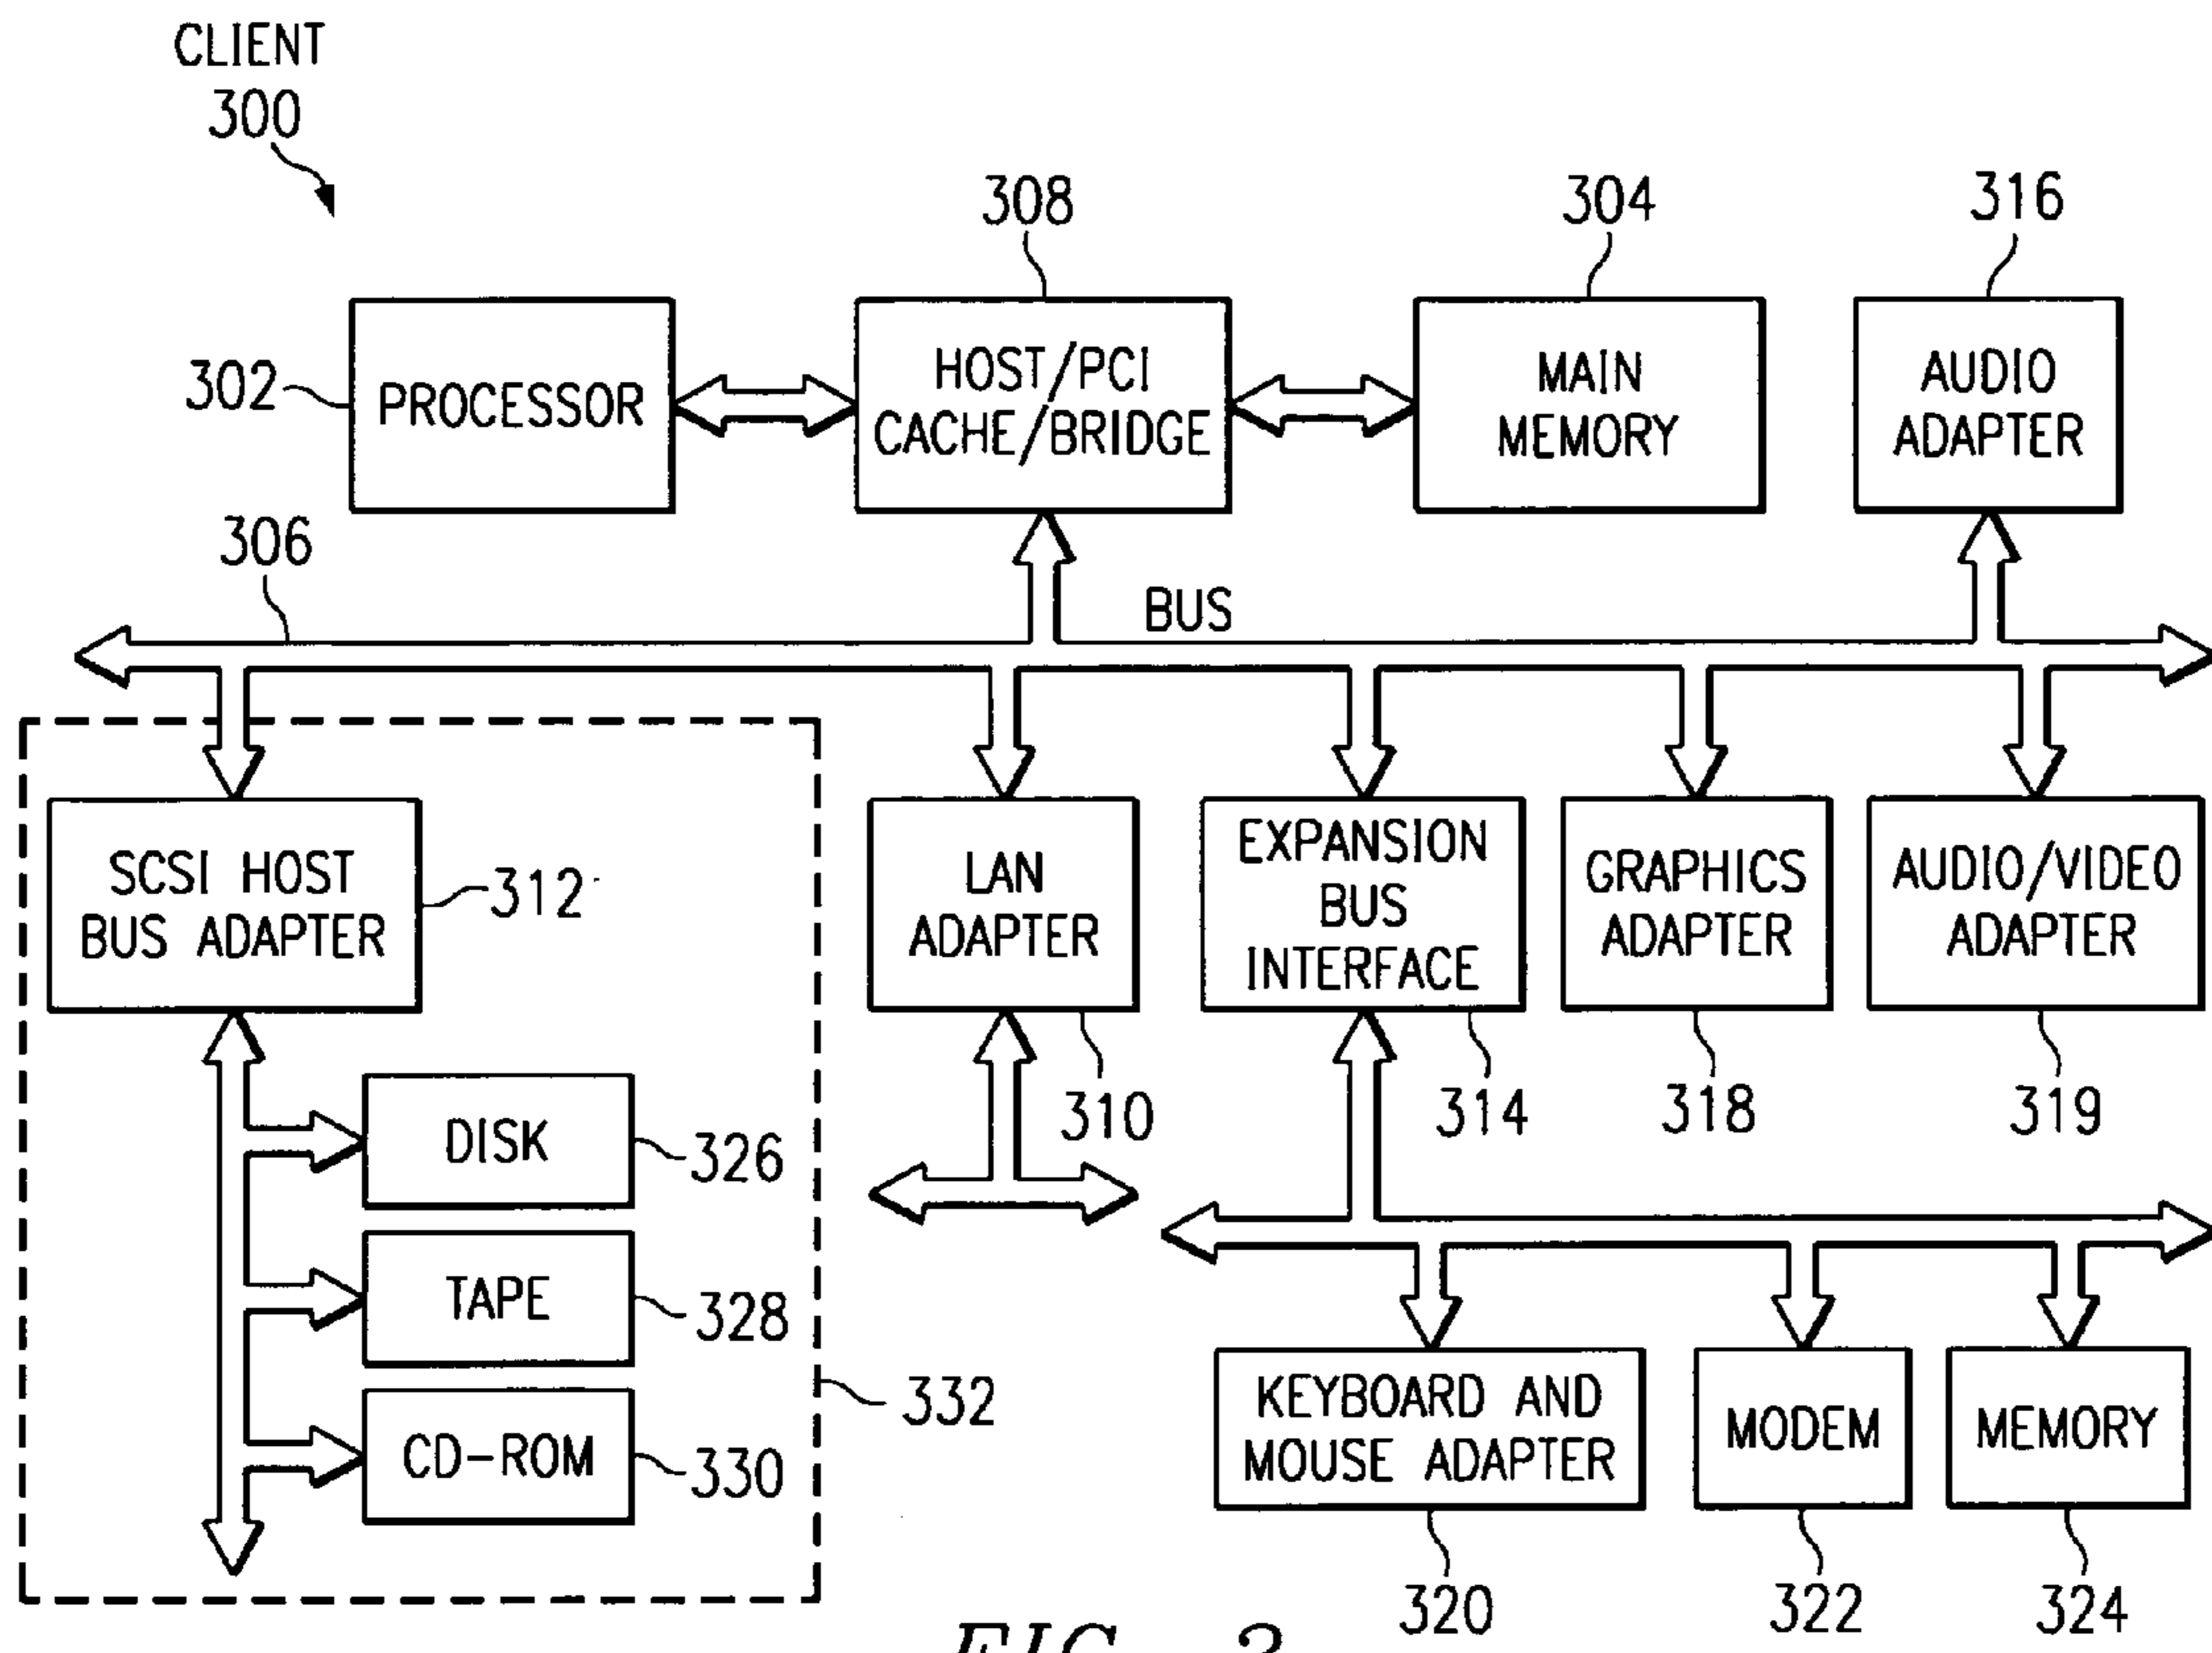 CLIENT
300
308
304
316
302
PROCESSOR
HOST/PCI
CACHE/BRIDGE
MAIN
MEMORY
AUDIO
ADAPTER
306
BUS
SCSI HOST
BUS ADAPTER
312
LAN
ADAPTER
EXPANSION
BUS
INTERFACE
GRAPHICS
ADAPTER
AUDIO/VIDEO
ADAPTER
310
314
318
319
DISK
326
TAPE
328
CD-ROM
330
332
KEYBOARD AND
MOUSE ADAPTER
MODEM
MEMORY
320
322
324